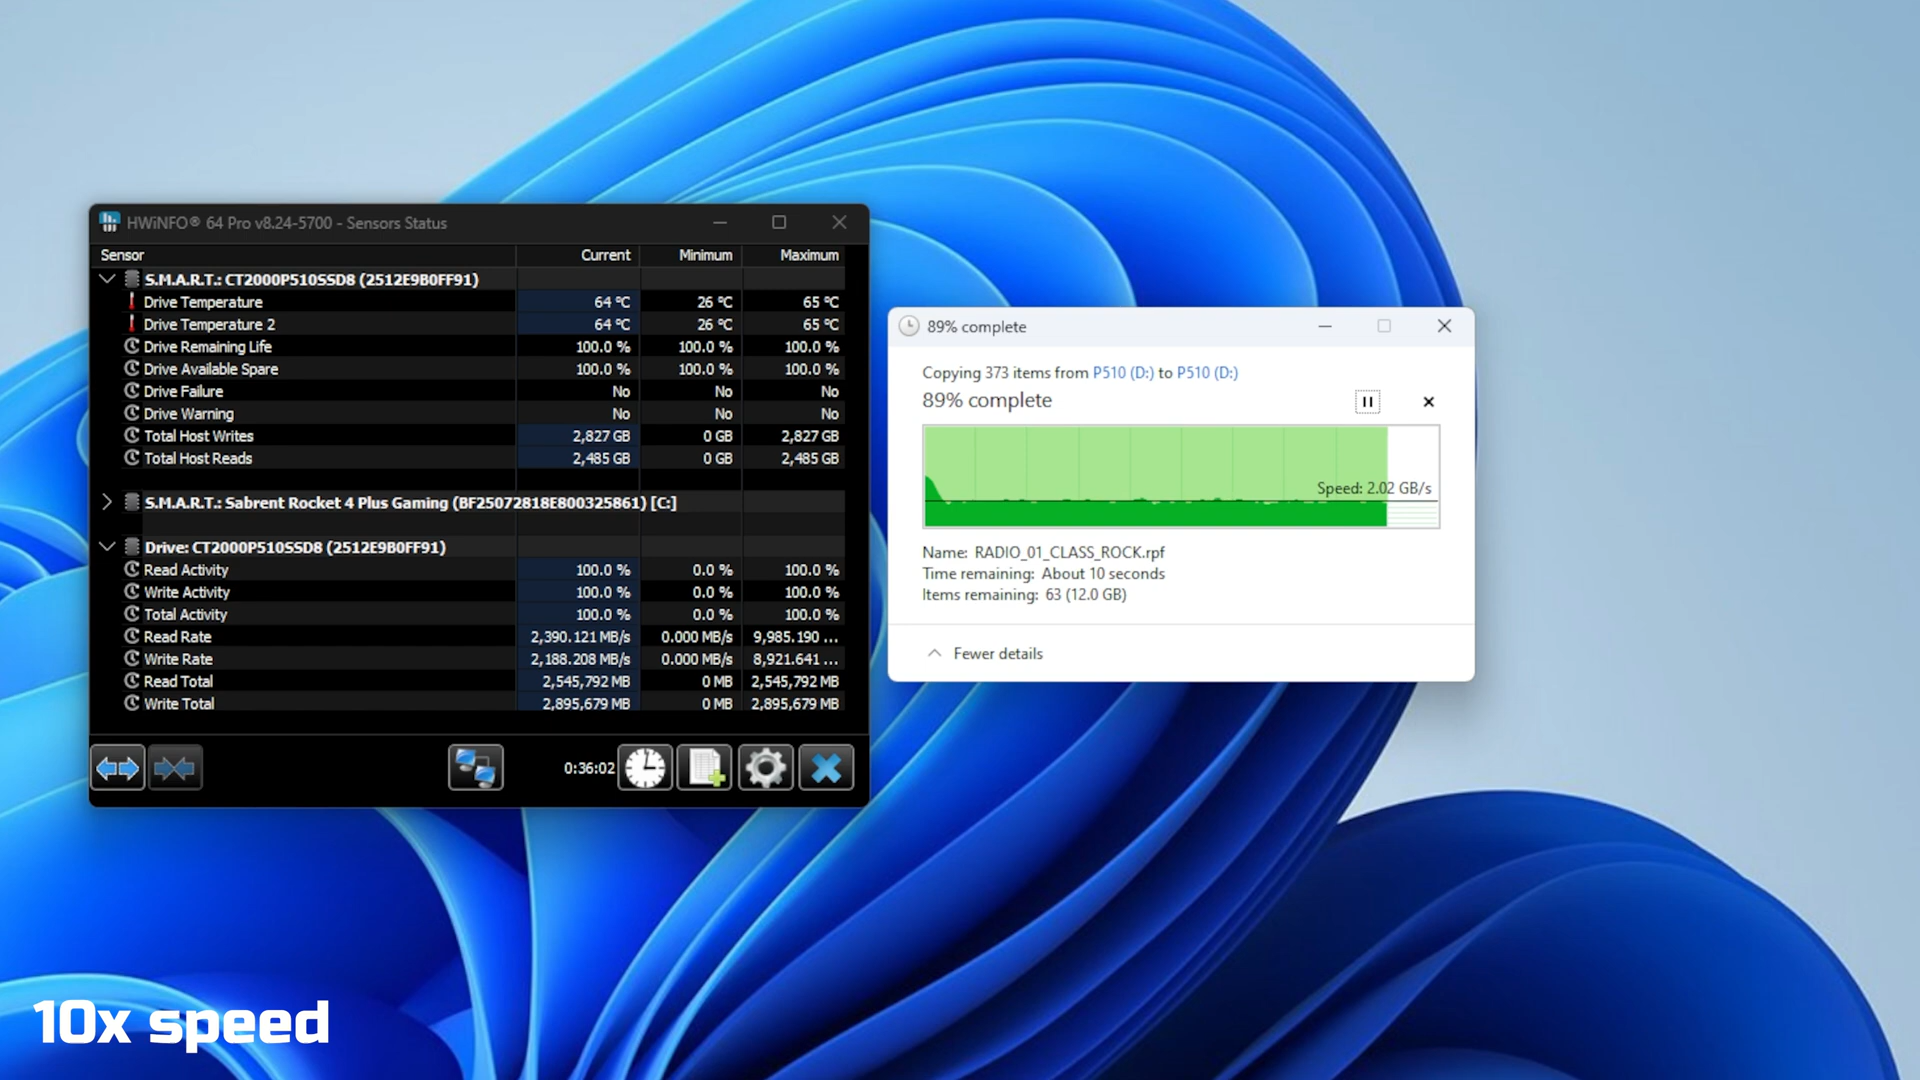 HWiNFO® 64 Pro v8.24-5700 - Sensors Status
Sensor Current Minimum Maximum
S.M.A.R.T.: CT2000P510SSD8 (2512E9B0FF91)
Drive Temperature 64 °C 26 °C 65 °C
Drive Temperature 2 64 °C 26 °C 65 °C
Drive Remaining Life 100.0 % 100.0 % 100.0 %
Drive Available Spare 100.0 % 100.0 % 100.0 %
Drive Failure No No No
Drive Warning No No No
Total Host Writes 2,827 GB 0 GB 2,827 GB
Total Host Reads 2,485 GB 0 GB 2,485 GB
S.M.A.R.T.: Sabrent Rocket 4 Plus Gaming (BF25072818E800325861) [C:]
Drive: CT2000P510SSD8 (2512E9B0FF91)
Read Activity 100.0 % 0.0 % 100.0 %
Write Activity 100.0 % 0.0 % 100.0 %
Total Activity 100.0 % 0.0 % 100.0 %
Read Rate 2,390.121 MB/s 0.000 MB/s 9,985.190 ...
Write Rate 2,188.208 MB/s 0.000 MB/s 8,921.641 ...
Read Total 2,545,792 MB 0 MB 2,545,792 MB
Write Total 2,895,679 MB 0 MB 2,895,679 MB
0:36:02
89% complete
Copying 373 items from P510 (D:) to P510 (D:)
89% complete
Speed: 2.02 GB/s
Name: RADIO_01_CLASS_ROCK.rpf
Time remaining: About 10 seconds
Items remaining: 63 (12.0 GB)
Fewer details
10x speed